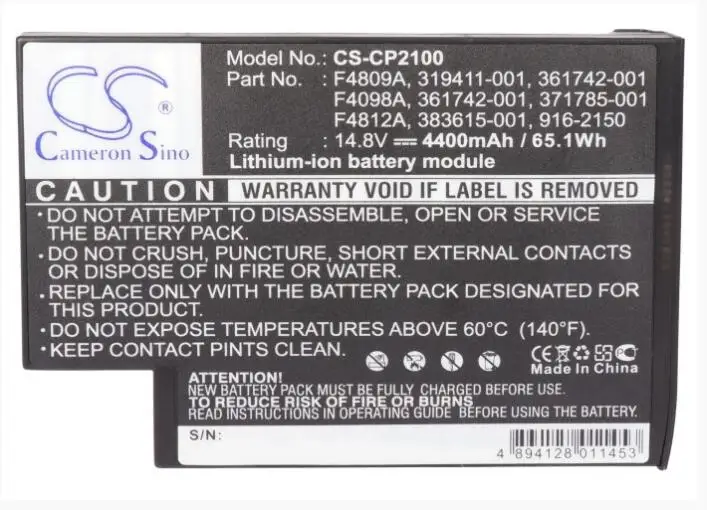 CS
®
Cameron Sino
Model No.: CS-CP2100
Part No. : F4809A, 319411-001, 361742-001
F4098A, 361742-001, 371785-001
F4812A, 383615-001, 916-2150
Rating : 14.8V 4400mAh / 65.1Wh
Lithium-ion battery module
CAUTION WARRANTY VOID IF LABEL IS REMOVED
• DO NOT ATTEMPT TO DISASSEMBLE, OPEN OR SERVICE
THE BATTERY PACK.
• DO NOT CRUSH, PUNCTURE, SHORT EXTERNAL CONTACTS
OR DISPOSE OF IN FIRE OR WATER.
• REPLACE ONLY WITH THE BATTERY PACK DESIGNATED FOR
THIS PRODUCT.
• DO NOT EXPOSE TEMPERATURES ABOVE 60°C (140°F).
• KEEP CONTACT PINTS CLEAN.
CE
Made In China
ATTENTION!
NEW BATTERY PACK MUST BE FULLY CHARGED BEFORE USE.
TO REDUCE RISK OF FIRE OR BURNS
READ INSTRUCTIONS IN OPERATING GUIDE BEFORE USING THE BATTERY.
S/N:
4 894128 011453